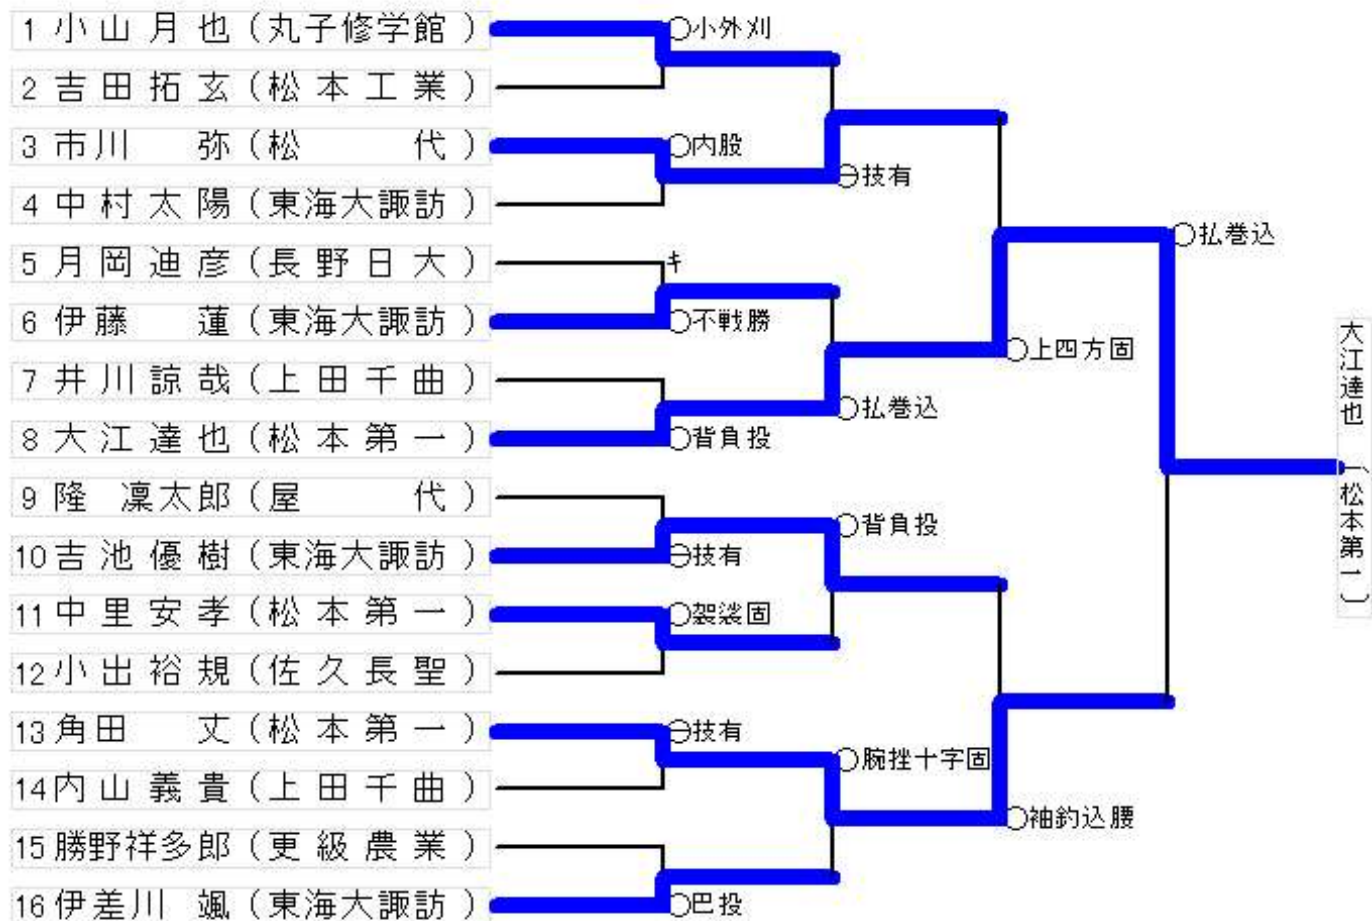 1 小山月也(丸子修学館)
○小外刈
2 吉田拓玄(松本工業)
3 市川 弥(松 代)
○内股
⊖技有
4 中村太陽(東海大諏訪)
○払巻込
5 月岡迪彦(長野日大)
キ
6 伊藤 蓮(東海大諏訪)
○不戦勝
○上四方固
7 井川諒哉(上田千曲)
○払巻込
8 大江達也(松本第一)
○背負投
大江達也 (松本第一)
9 隆 凜太郎(屋 代)
○背負投
10 吉池優樹(東海大諏訪)
⊖技有
11 中里安孝(松本第一)
○袈裟固
12 小出裕規(佐久長聖)
13 角田 丈(松本第一)
⊖技有
○腕挫十字固
14 内山義貴(上田千曲)
○袖釣込腰
15 勝野祥多郎(更級農業)
16 伊差川 颯(東海大諏訪)
○巴投